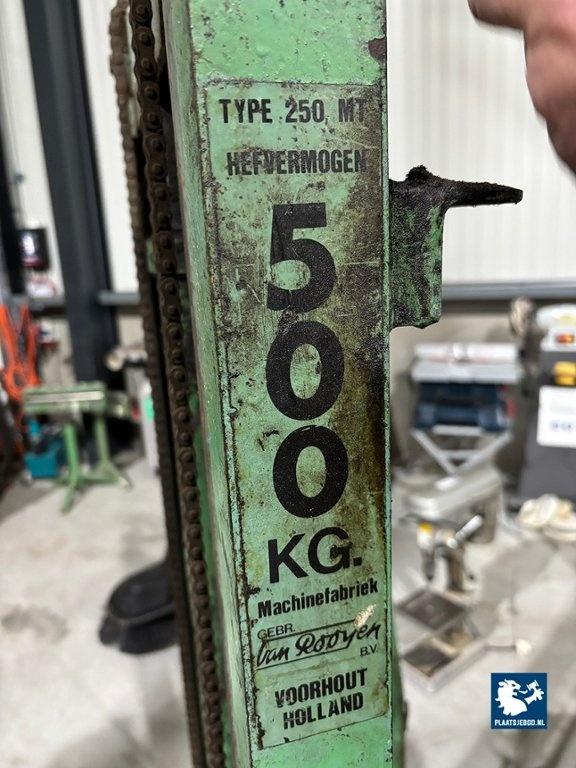 TYPE 250 MT
HEFVERMOGEN
500
KG.
Machinefabriek
GEBR.
Van Rooyen
B.V.
VOORHOUT
HOLLAND
PLAATSJEBOD.NL